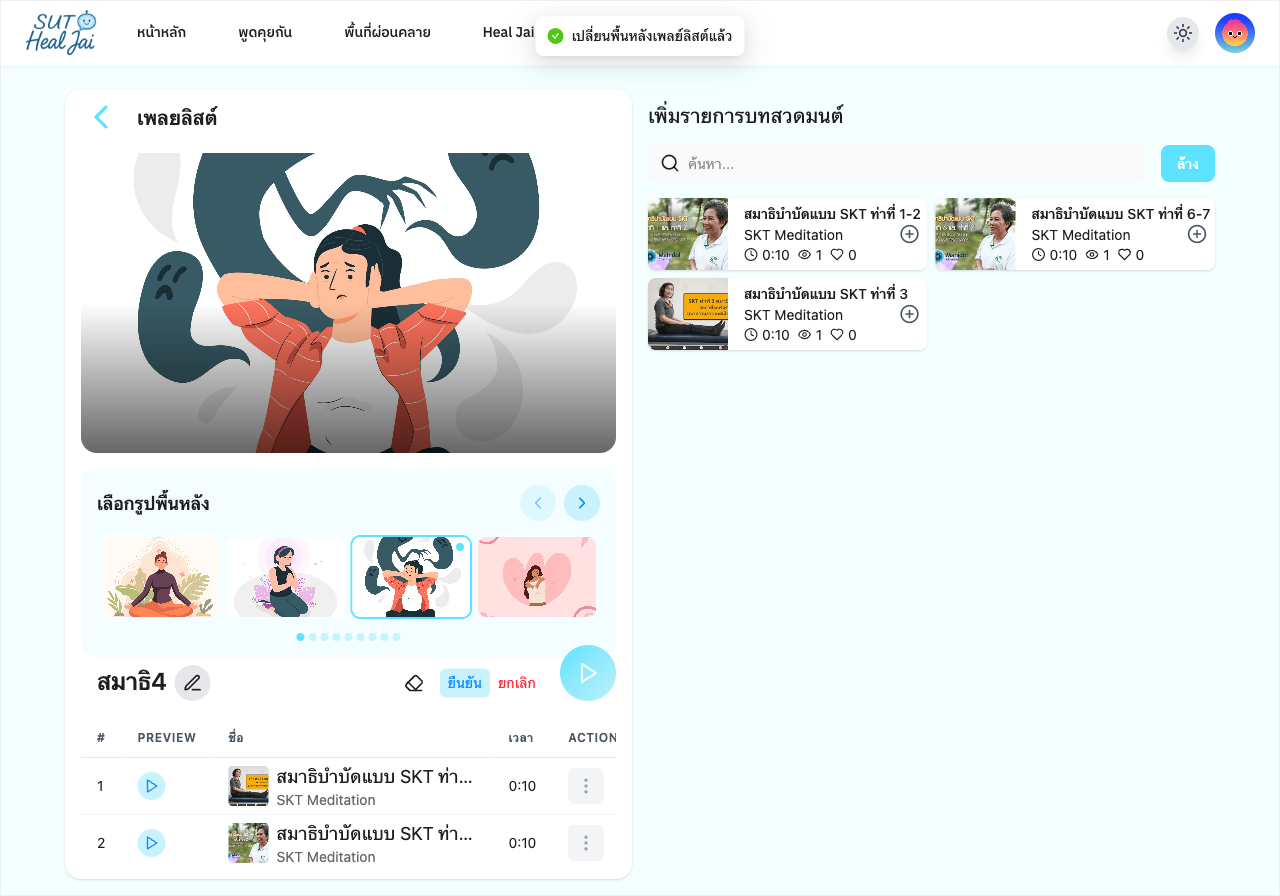 SUT
Heal Jai
หน้าหลัก
พูดคุยกัน
พื้นที่ผ่อนคลาย
Heal Jai
เปลี่ยนพื้นหลังเพลย์ลิสต์แล้ว
เพลยลิสต์
เลือกรูปพื้นหลัง
สมาธิ4
ยืนยัน
ยกเลิก
# PREVIEW ชื่อ เวลา ACTION
1 สมาธิบำบัดแบบ SKT ท่า... 0:10
SKT Meditation
2 สมาธิบำบัดแบบ SKT ท่า... 0:10
SKT Meditation
เพิ่มรายการบทสวดมนต์
ค้นหา...
ล้าง
สมาธิบำบัดแบบ SKT ท่าที่ 1-2
SKT Meditation
0:10 1 0
สมาธิบำบัดแบบ SKT ท่าที่ 6-7
SKT Meditation
0:10 1 0
สมาธิบำบัดแบบ SKT ท่าที่ 3
SKT Meditation
0:10 1 0